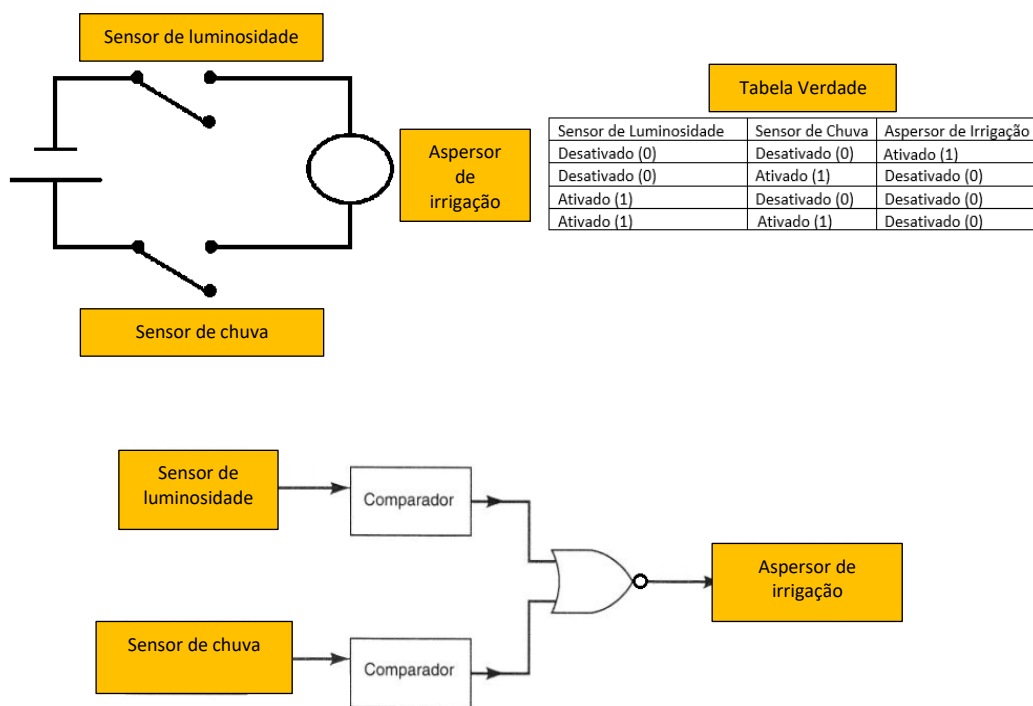 Sensor de luminosidade
Aspersor
de
irrigação
Sensor de chuva
Tabela Verdade
Sensor de Luminosidade Sensor de Chuva Aspersor de Irrigação
Desativado (0) Desativado (0) Ativado (1)
Desativado (0) Ativado (1) Desativado (0)
Ativado (1) Desativado (0) Desativado (0)
Ativado (1) Ativado (1) Desativado (0)
Sensor de
luminosidade
Comparador
Aspersor de
irrigação
Sensor de chuva
Comparador